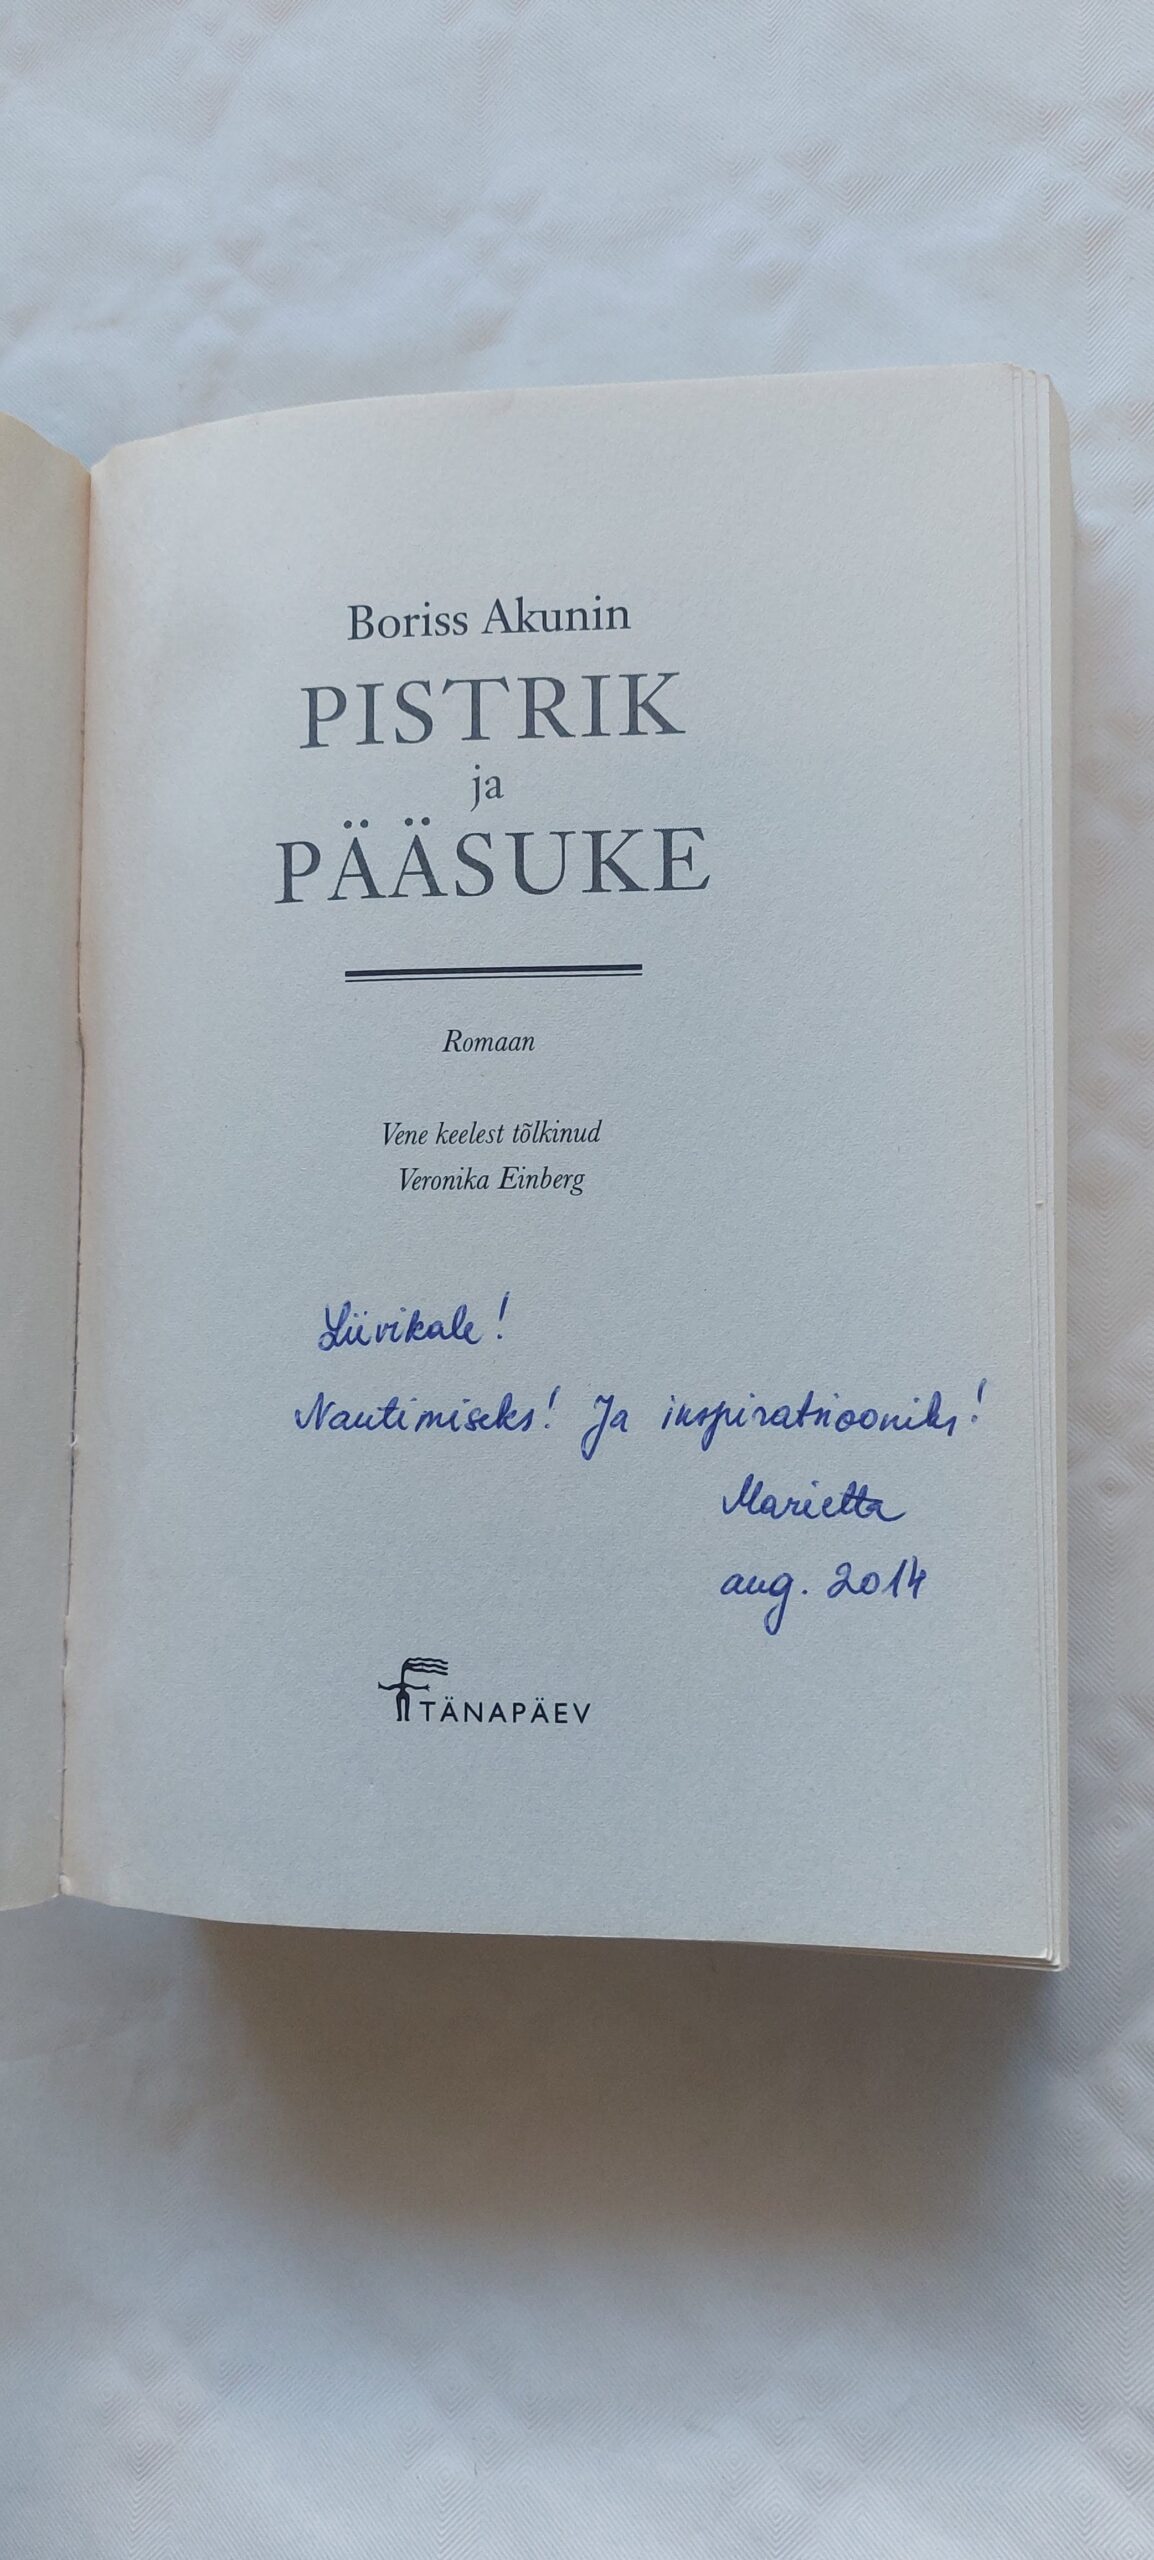 Boriss Akunin
PISTRIK
ja
PÄÄSUKE
Romaan
Vene keelest tõlkinud
Veronika Einberg
Liivikale!
Nautimiseks! Ja inspiratsiooniks!
Marietta
aug. 2014
TÄNAPÄEV